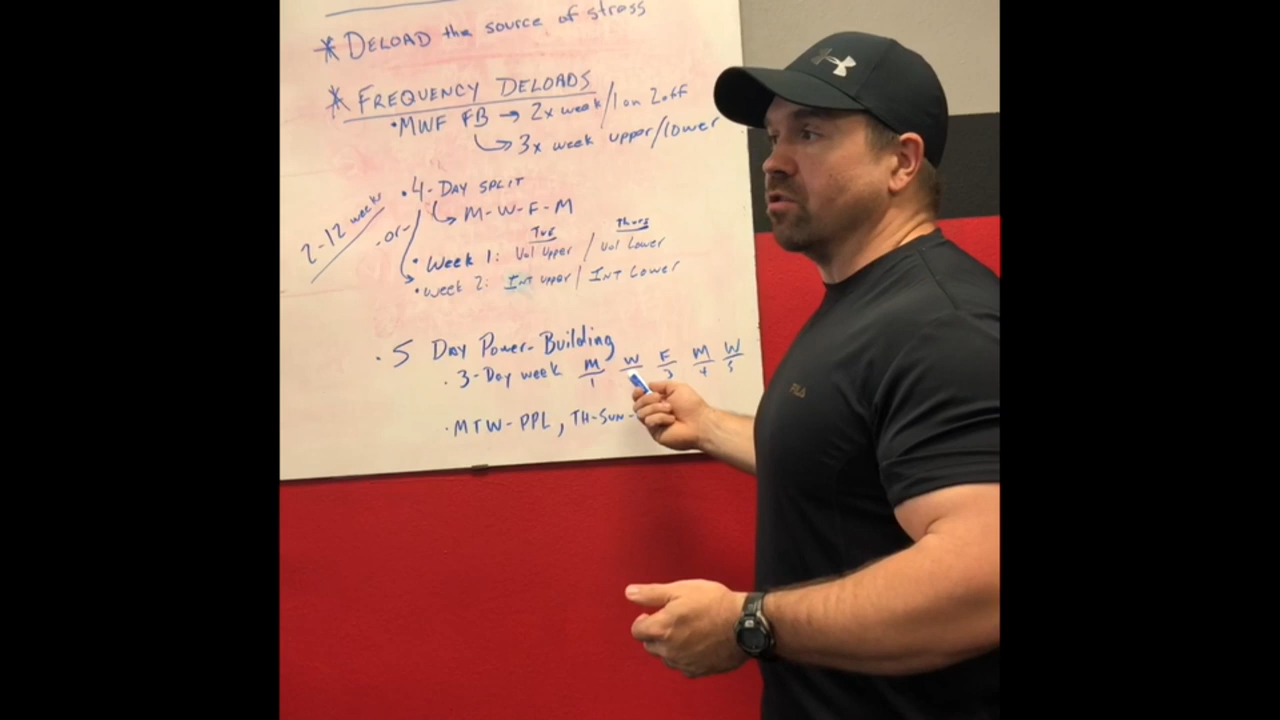 * DELOAD the source of stress
* FREQUENCY DELOADS
• MWF FB → 2x week/1 on 2 off
↳ 3x week upper/lower
2-12 weeks
• 4-DAY SPLIT
↳ M-W-F-M
-or-
Tue Thurs
• Week 1: Vol Upper / Vol Lower
• Week 2: INT Upper / INT Lower
• 5 Day Power-Building
• 3-Day week M W F M W
1 3 4 5
• MTW-PPL, TH-SUN-
FILA